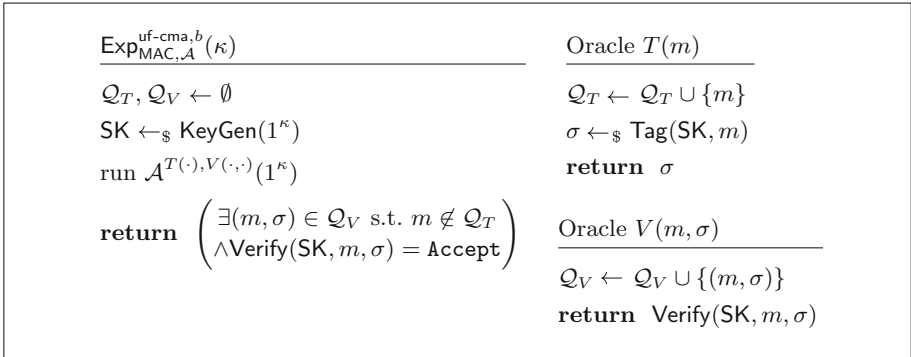 Exp^{uf-cma,b}_{MAC,𝒜}(κ)
𝒬_T, 𝒬_V ← ∅
SK ←_$ KeyGen(1^κ)
run 𝒜^{T(·),V(·,·)}(1^κ)
return (∃(m, σ) ∈ 𝒬_V s.t. m ∉ 𝒬_T
∧Verify(SK, m, σ) = Accept)
Oracle T(m)
𝒬_T ← 𝒬_T ∪ {m}
σ ←_$ Tag(SK, m)
return σ
Oracle V(m, σ)
𝒬_V ← 𝒬_V ∪ {(m, σ)}
return Verify(SK, m, σ)